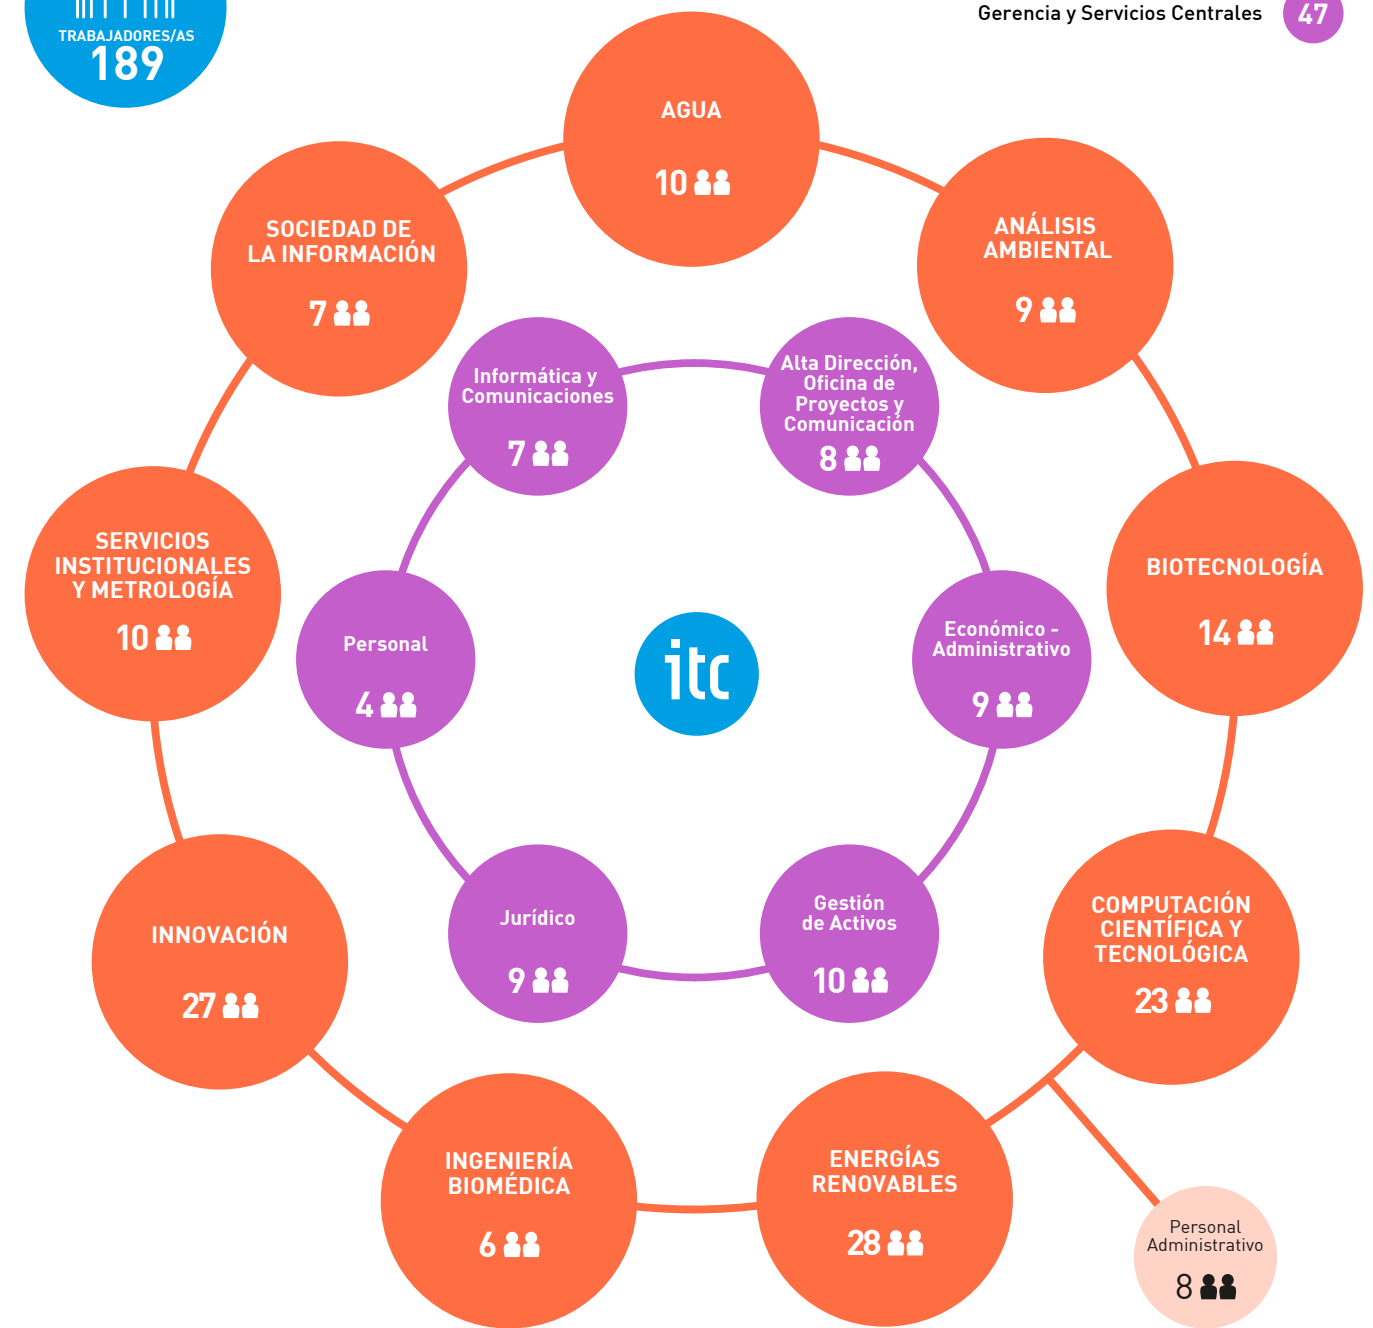 TRABAJADORES/AS
189
Gerencia y Servicios Centrales
47
AGUA
10
ANÁLISIS
AMBIENTAL
9
SOCIEDAD DE
LA INFORMACIÓN
7
Informática y
Comunicaciones
7
Alta Dirección,
Oficina de
Proyectos y
Comunicación
8
SERVICIOS
INSTITUCIONALES
Y METROLOGÍA
10
BIOTECNOLOGÍA
14
Personal
4
itc
Económico -
Administrativo
9
INNOVACIÓN
27
Jurídico
9
Gestión
de Activos
10
COMPUTACIÓN
CIENTÍFICA Y
TECNOLÓGICA
23
INGENIERÍA
BIOMÉDICA
6
ENERGÍAS
RENOVABLES
28
Personal
Administrativo
8